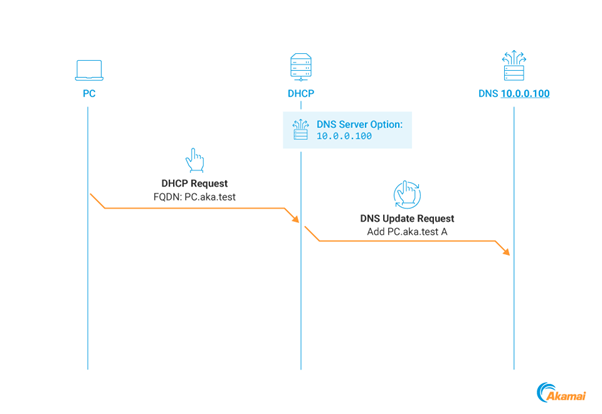 PC
DHCP
DNS 10.0.0.100
DNS Server Option:
10.0.0.100
DHCP Request
FQDN: PC.aka.test
DNS Update Request
Add PC.aka.test A
Akamai